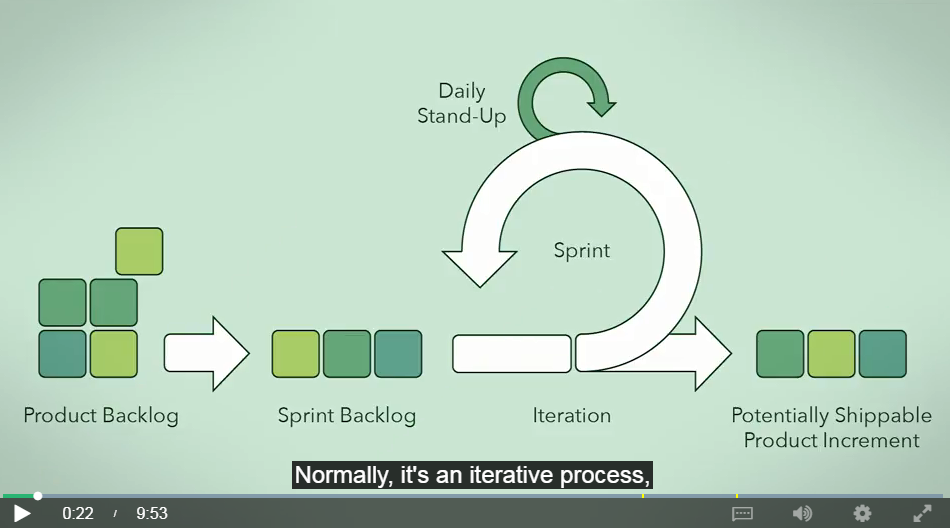 Daily
Stand-Up
Sprint
Product Backlog
Sprint Backlog
Iteration
Potentially Shippable
Product Increment
Normally, it's an iterative process,
0:22 / 9:53